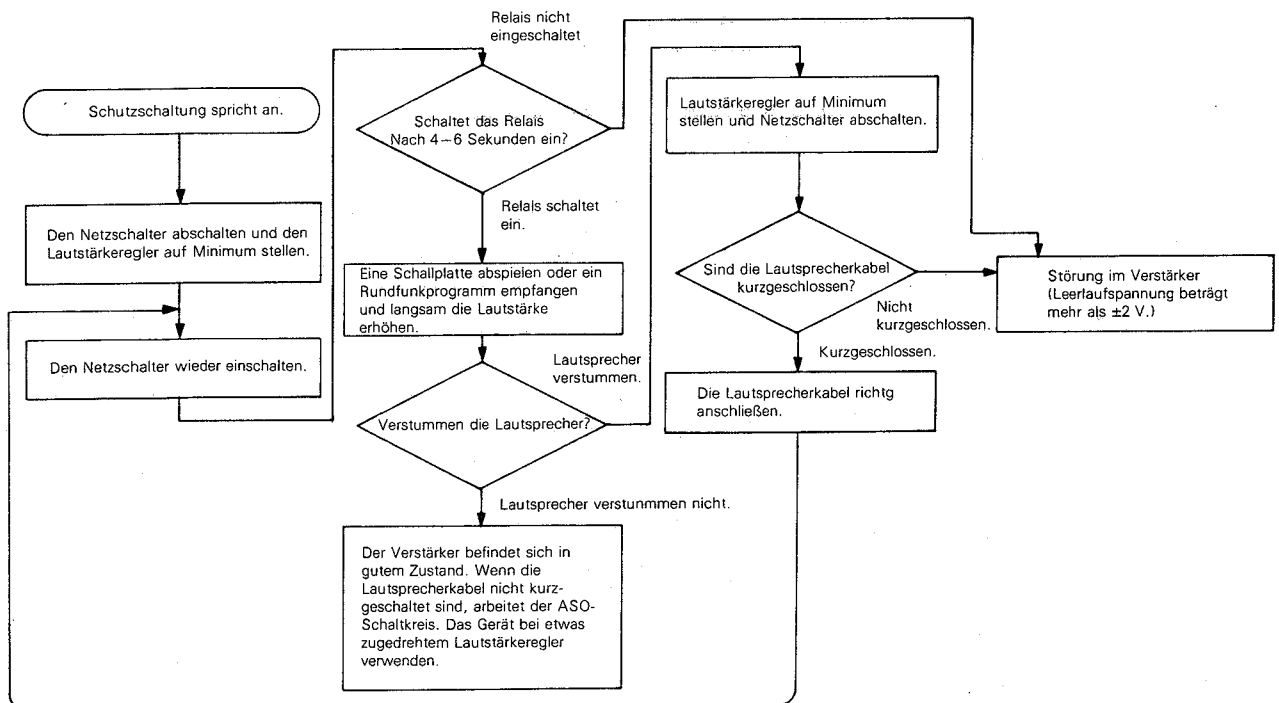 Schutzschaltung spricht an.
Den Netzschalter abschalten und den
Lautstärkeregler auf Minimum stellen.
Den Netzschalter wieder einschalten.
Relais nicht
eingeschaltet
Schaltet das Relais
Nach 4–6 Sekunden ein?
Relais schaltet
ein.
Eine Schallplatte abspielen oder ein
Rundfunkprogramm empfangen
und langsam die Lautstärke
erhöhen.
Lautsprecher
verstummen.
Verstummen die Lautsprecher?
Lautsprecher verstunmmen nicht.
Der Verstärker befindet sich in
gutem Zustand. Wenn die
Lautsprecherkabel nicht kurz-
geschaltet sind, arbeitet der ASO-
Schaltkreis. Das Gerät bei etwas
zugedrehtem Lautstärkeregler
verwenden.
Lautstärkeregler auf Minimum
stellen und Netzschalter abschalten.
Sind die Lautsprecherkabel
kurzgeschlossen?
Nicht
kurzgeschlossen.
Kurzgeschlossen.
Die Lautsprecherkabel richtg
anschließen.
Störung im Verstärker
(Leerlaufspannung beträgt
mehr als ±2 V.)